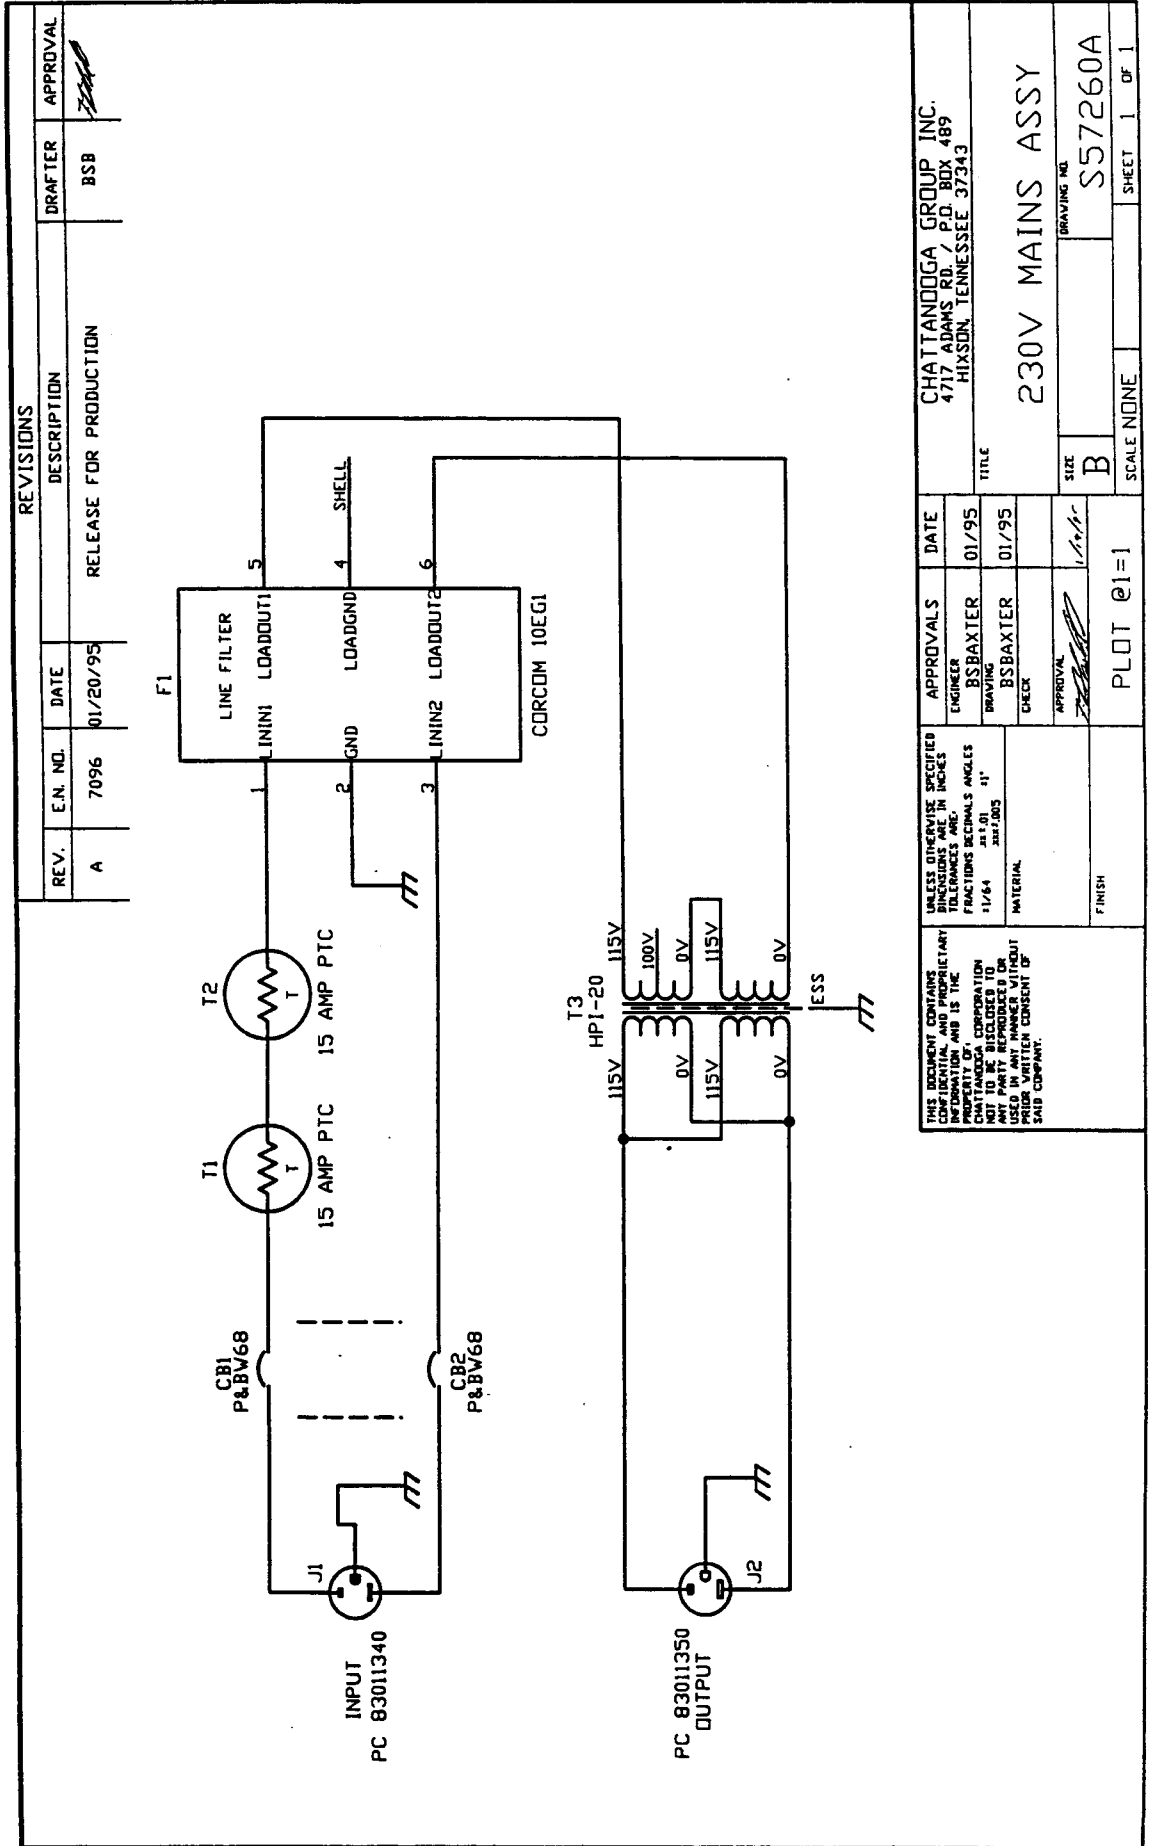 REVISIONS
REV. E.N. NO. DATE DESCRIPTION DRAFTER APPROVAL
A 7096 01/20/95 RELEASE FOR PRODUCTION BSB
F1
LINE FILTER
1 LININ1 LOADOUT1 5
2 GND LOADGND 4 SHELL
3 LININ2 LOADOUT2 6
CORCOM 10EG1
T1
T
15 AMP PTC
T2
T
15 AMP PTC
CB1
P&BW68
CB2
P&BW68
J1
INPUT
PC 83011340
T3
HPI-20
115V 115V
100V
0V 0V
115V 115V
0V 0V
ESS
J2
PC 83011350
OUTPUT
THIS DOCUMENT CONTAINS
CONFIDENTIAL AND PROPRIETARY
INFORMATION AND IS THE
PROPERTY OF:
CHATTANOOGA CORPORATION
NOT TO BE DISCLOSED TO
ANY PARTY REPRODUCED OR
USED IN ANY MANNER WITHOUT
PRIOR WRITTEN CONSENT OF
SAID COMPANY.
UNLESS OTHERWISE SPECIFIED
DIMENSIONS ARE IN INCHES
TOLERANCES ARE:
FRACTIONS DECIMALS ANGLES
±1/64 .xx ±.01 ±1°
.xxx±.005
MATERIAL
FINISH
APPROVALS DATE
ENGINEER
BSBAXTER 01/95
DRAWING
BSBAXTER 01/95
CHECK
APPROVAL
PLOT @1=1
CHATTANOOGA GROUP INC.
4717 ADAMS RD. / P.O. BOX 489
HIXSON, TENNESSEE 37343
TITLE
230V MAINS ASSY
SIZE
B
DRAWING NO.
S57260A
SCALE NONE
SHEET 1 OF 1